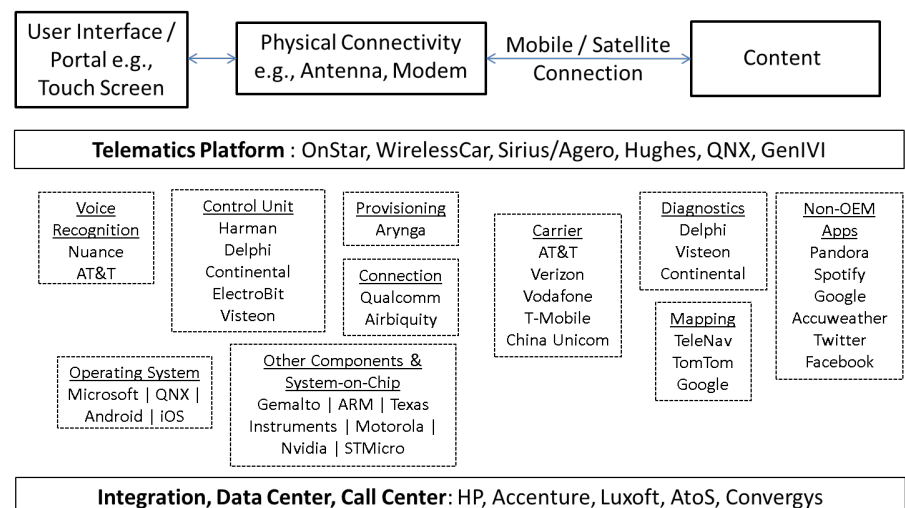 User Interface /
Portal e.g.,
Touch Screen
Physical Connectivity
e.g., Antenna, Modem
Mobile / Satellite
Connection
Content
Telematics Platform : OnStar, WirelessCar, Sirius/Agero, Hughes, QNX, GenIVI
Voice
Recognition
Nuance
AT&T
Control Unit
Harman
Delphi
Continental
ElectroBit
Visteon
Provisioning
Arynga
Connection
Qualcomm
Airbiquity
Carrier
AT&T
Verizon
Vodafone
T-Mobile
China Unicom
Diagnostics
Delphi
Visteon
Continental
Mapping
TeleNav
TomTom
Google
Non-OEM
Apps
Pandora
Spotify
Google
Accuweather
Twitter
Facebook
Operating System
Microsoft | QNX |
Android | iOS
Other Components &
System-on-Chip
Gemalto | ARM | Texas
Instruments | Motorola |
Nvidia | STMicro
Integration, Data Center, Call Center: HP, Accenture, Luxoft, AtoS, Convergys